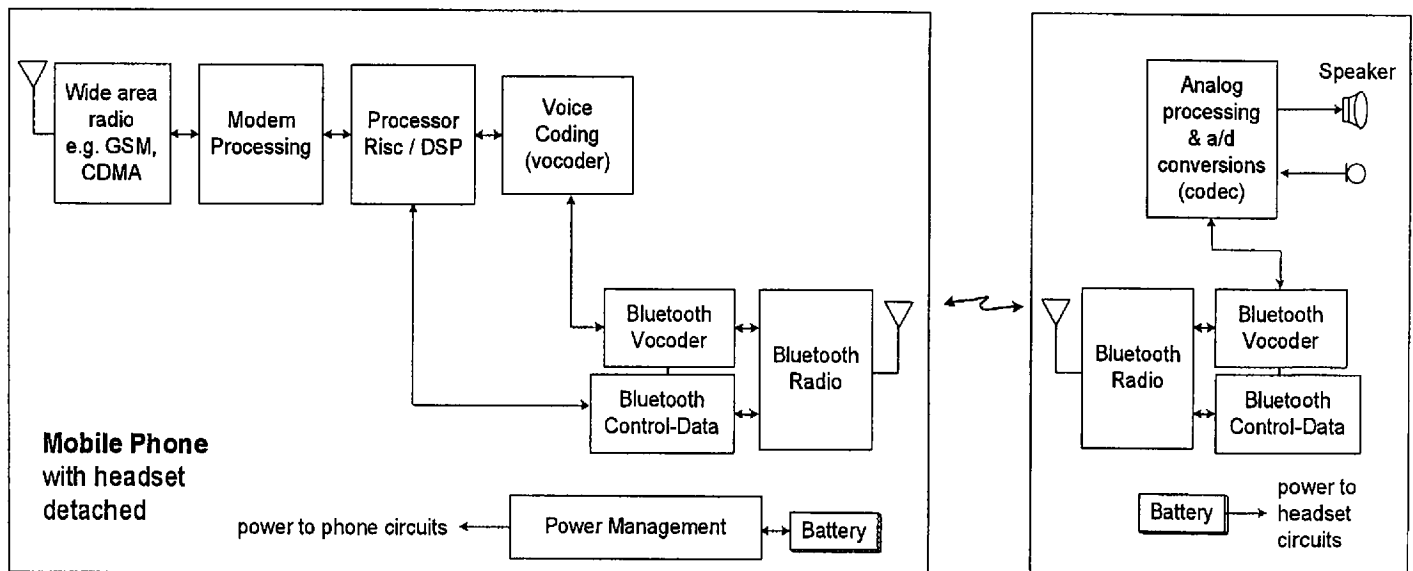 Wide area
radio
e.g. GSM,
CDMA
Modem
Processing
Processor
Risc / DSP
Voice
Coding
(vocoder)
Bluetooth
Vocoder
Bluetooth
Control-Data
Bluetooth
Radio
Mobile Phone
with headset
detached
power to phone circuits
Power Management
Battery
Analog
processing
& a/d
conversions
(codec)
Speaker
Bluetooth
Radio
Bluetooth
Vocoder
Bluetooth
Control-Data
Battery
power to
headset
circuits